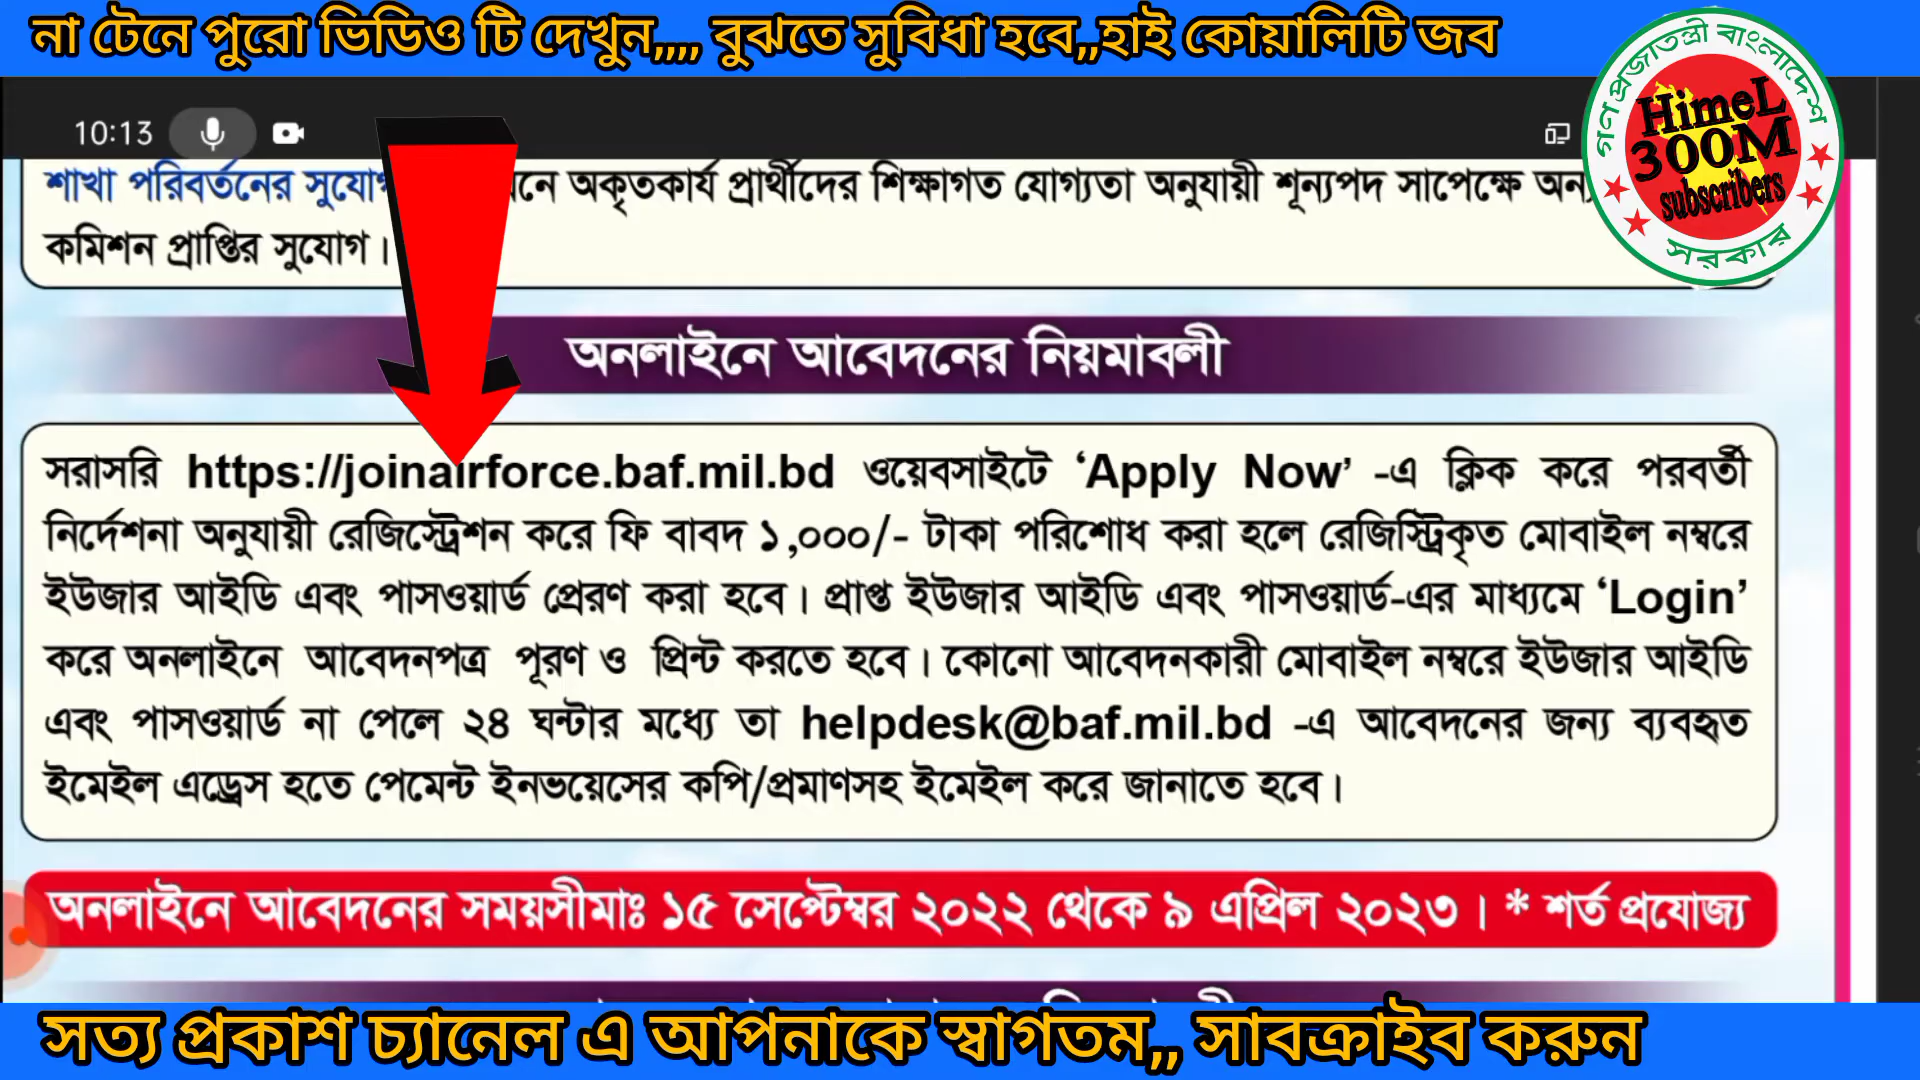 না টেনে পুরো ভিডিও টি দেখুন,,,, বুঝতে সুবিধা হবে,,হাই কোয়ালিটি জব
গণ প্রজাতন্ত্রী বাংলাদেশ
HimeL
300M
subscribers
সরকার
10:13
শাখা পরিবর্তনের অকৃতকার্য প্রার্থীদের শিক্ষাগত যোগ্যতা অনুযায়ী শূন্যপদ সাপেক্ষে
কমিশন প্রাপ্তির সুযোগ।
অনলাইনে আবেদনের নিয়মাবলী
সরাসরি https://joinairforce.baf.mil.bd ওয়েবসাইটে ‘Apply Now’ -এ ক্লিক করে পরবর্তী
নির্দেশনা অনুযায়ী রেজিস্ট্রেশন করে ফি বাবদ ১,০০০/- টাকা পরিশোধ করা হলে রেজিস্ট্রিকৃত মোবাইল নম্বরে
ইউজার আইডি এবং পাসওয়ার্ড প্রেরণ করা হবে। প্রাপ্ত ইউজার আইডি এবং পাসওয়ার্ড-এর মাধ্যমে ‘Login’
করে অনলাইনে আবেদনপত্র পূরণ ও প্রিন্ট করতে হবে। কোনো আবেদনকারী মোবাইল নম্বরে ইউজার আইডি
এবং পাসওয়ার্ড না পেলে ২৪ ঘন্টার মধ্যে তা helpdesk@baf.mil.bd -এ আবেদনের জন্য ব্যবহৃত
ইমেইল এড্রেস হতে পেমেন্ট ইনভয়েসের কপি/প্রমাণসহ ইমেইল করে জানাতে হবে।
অনলাইনে আবেদনের সময়সীমাঃ ১৫ সেপ্টেম্বর ২০২২ থেকে ৯ এপ্রিল ২০২৩। * শর্ত প্রযোজ্য
সত্য প্রকাশ চ্যানেল এ আপনাকে স্বাগতম,, সাবক্রাইব করুন